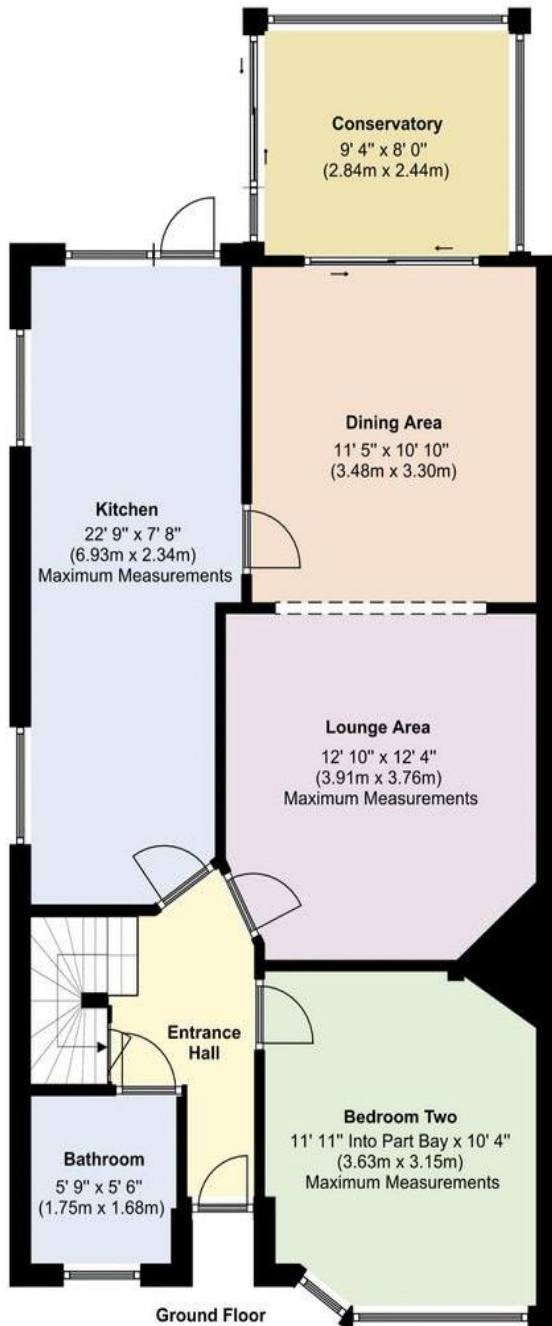 Conservatory
9' 4" x 8' 0"
(2.84m x 2.44m)
Dining Area
11' 5" x 10' 10"
(3.48m x 3.30m)
Kitchen
22' 9" x 7' 8"
(6.93m x 2.34m)
Maximum Measurements
Lounge Area
12' 10" x 12' 4"
(3.91m x 3.76m)
Maximum Measurements
Entrance
Hall
Bedroom Two
11' 11" Into Part Bay x 10' 4"
(3.63m x 3.15m)
Maximum Measurements
Bathroom
5' 9" x 5' 6"
(1.75m x 1.68m)
Ground Floor